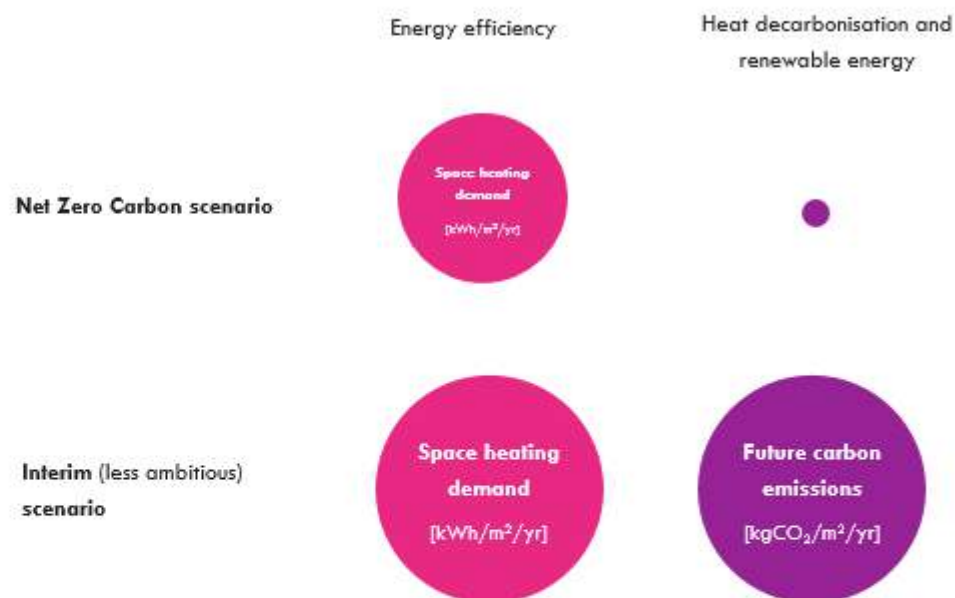 Energy efficiency
Heat decarbonisation and
renewable energy
Net Zero Carbon scenario
Space heating
demand
[kWh/m²/yr]
Interim (less ambitious)
scenario
Space heating
demand
[kWh/m²/yr]
Future carbon
emissions
[kgCO₂/m²/yr]